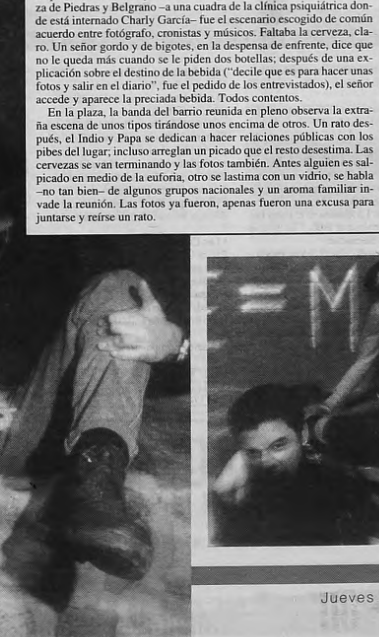 za de Piedras y Belgrano –a una cuadra de la clínica psiquiátrica don-
de está internado Charly García– fue el escenario escogido de común
acuerdo entre fotógrafo, cronistas y músicos. Faltaba la cerveza, cla-
ro. Un señor gordo y de bigotes, en la despensa de enfrente, dice que
no le queda más cuando se le piden dos botellas; después de una ex-
plicación sobre el destino de la bebida (“decile que es para hacer unas
fotos y salir en el diario”, fue el pedido de los entrevistados), el señor
accede y aparece la preciada bebida. Todos contentos.
En la plaza, la banda del barrio reunida en pleno observa la extra-
ña escena de unos tipos tirándose unos encima de otros. Un rato des-
pués, el Indio y Papa se dedican a hacer relaciones públicas con los
pibes del lugar; incluso arreglan un picado que el resto desestima. Las
cervezas se van terminando y las fotos también. Antes alguien es sal-
picado en medio de la euforia, otro se lastima con un vidrio, se habla
–no tan bien– de algunos grupos nacionales y un aroma familiar in-
vade la reunión. Las fotos ya fueron, apenas fueron una excusa para
juntarse y reírse un rato.
= M
Jueves